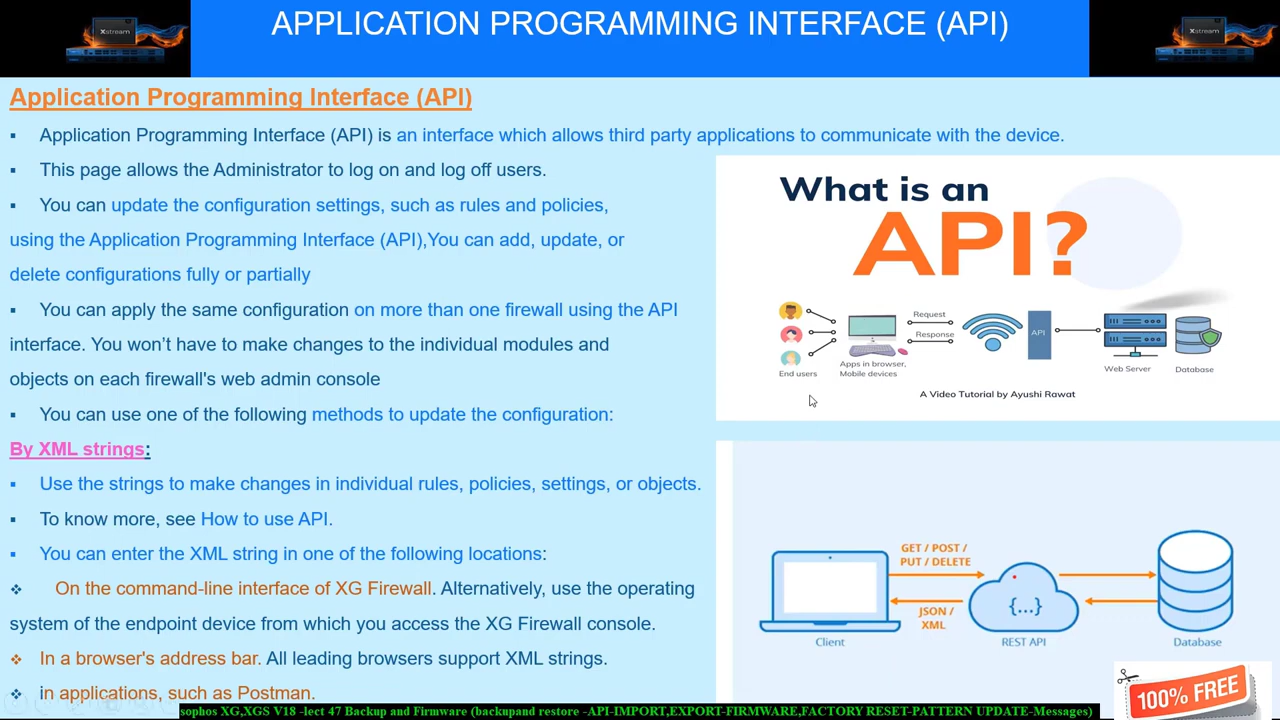 Xstream
APPLICATION PROGRAMMING INTERFACE (API)
Xstream
Application Programming Interface (API)
▪ Application Programming Interface (API) is an interface which allows third party applications to communicate with the device.
▪ This page allows the Administrator to log on and log off users.
▪ You can update the configuration settings, such as rules and policies,
using the Application Programming Interface (API),You can add, update, or
delete configurations fully or partially
▪ You can apply the same configuration on more than one firewall using the API
interface. You won’t have to make changes to the individual modules and
objects on each firewall's web admin console
▪ You can use one of the following methods to update the configuration:
By XML strings:
▪ Use the strings to make changes in individual rules, policies, settings, or objects.
▪ To know more, see How to use API.
▪ You can enter the XML string in one of the following locations:
❖ On the command-line interface of XG Firewall. Alternatively, use the operating
system of the endpoint device from which you access the XG Firewall console.
❖ In a browser's address bar. All leading browsers support XML strings.
❖ in applications, such as Postman.
What is an
API?
End users
Apps in browser,
Mobile devices
Request
Response
API
Web Server
Database
A Video Tutorial by Ayushi Rawat
GET / POST /
PUT / DELETE
JSON /
XML
{...}
Client
REST API
Database
100% FREE
sophos XG,XGS V18 -lect 47 Backup and Firmware (backupand restore -API-IMPORT,EXPORT-FIRMWARE,FACTORY RESET-PATTERN UPDATE-Messages)